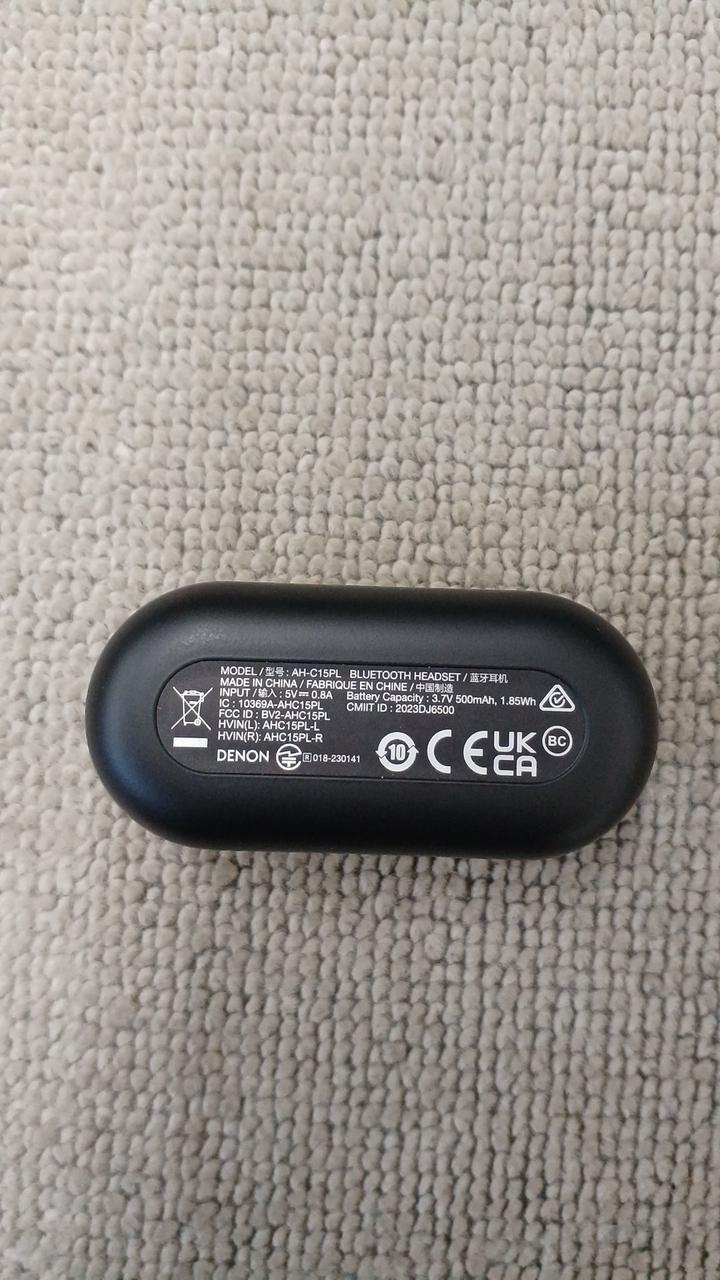 MODEL / 型号 : AH-C15PL BLUETOOTH HEADSET / 蓝牙耳机
MADE IN CHINA / FABRIQUE EN CHINE / 中国制造
INPUT / 输入 : 5V⎓ 0.8A Battery Capacity : 3.7V 500mAh, 1.85Wh
IC : 10369A-AHC15PL CMIIT ID : 2023DJ6500
FCC ID : BV2-AHC15PL
HVIN(L): AHC15PL-L
HVIN(R): AHC15PL-R
DENON R 018-230141 10 CE UK CA BC